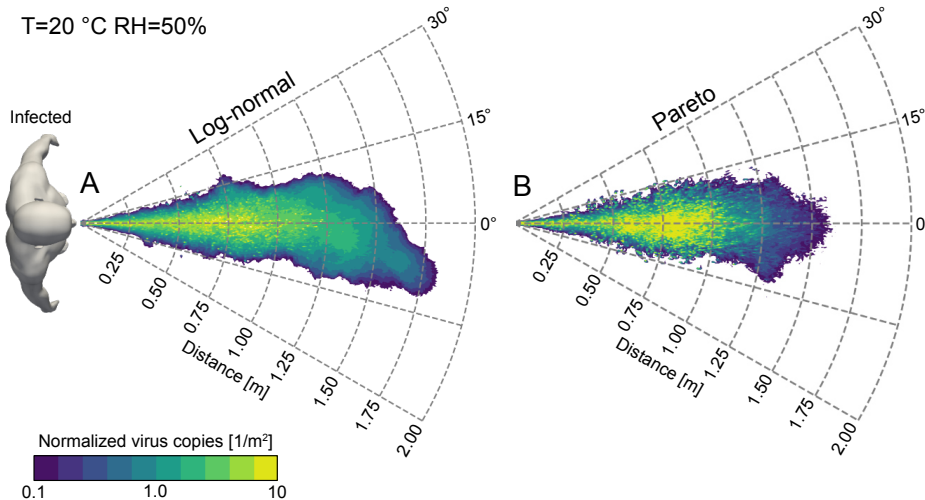 T=20 °C RH=50%
Infected
A
Log-normal
30°
15°
0°
0.25
0.50
0.75
1.00
1.25
1.50
1.75
2.00
Distance [m]
B
Pareto
30°
15°
0
0.25
0.50
0.75
1.00
1.25
1.50
1.75
2.00
Distance [m]
Normalized virus copies [1/m²]
0.1 1.0 10